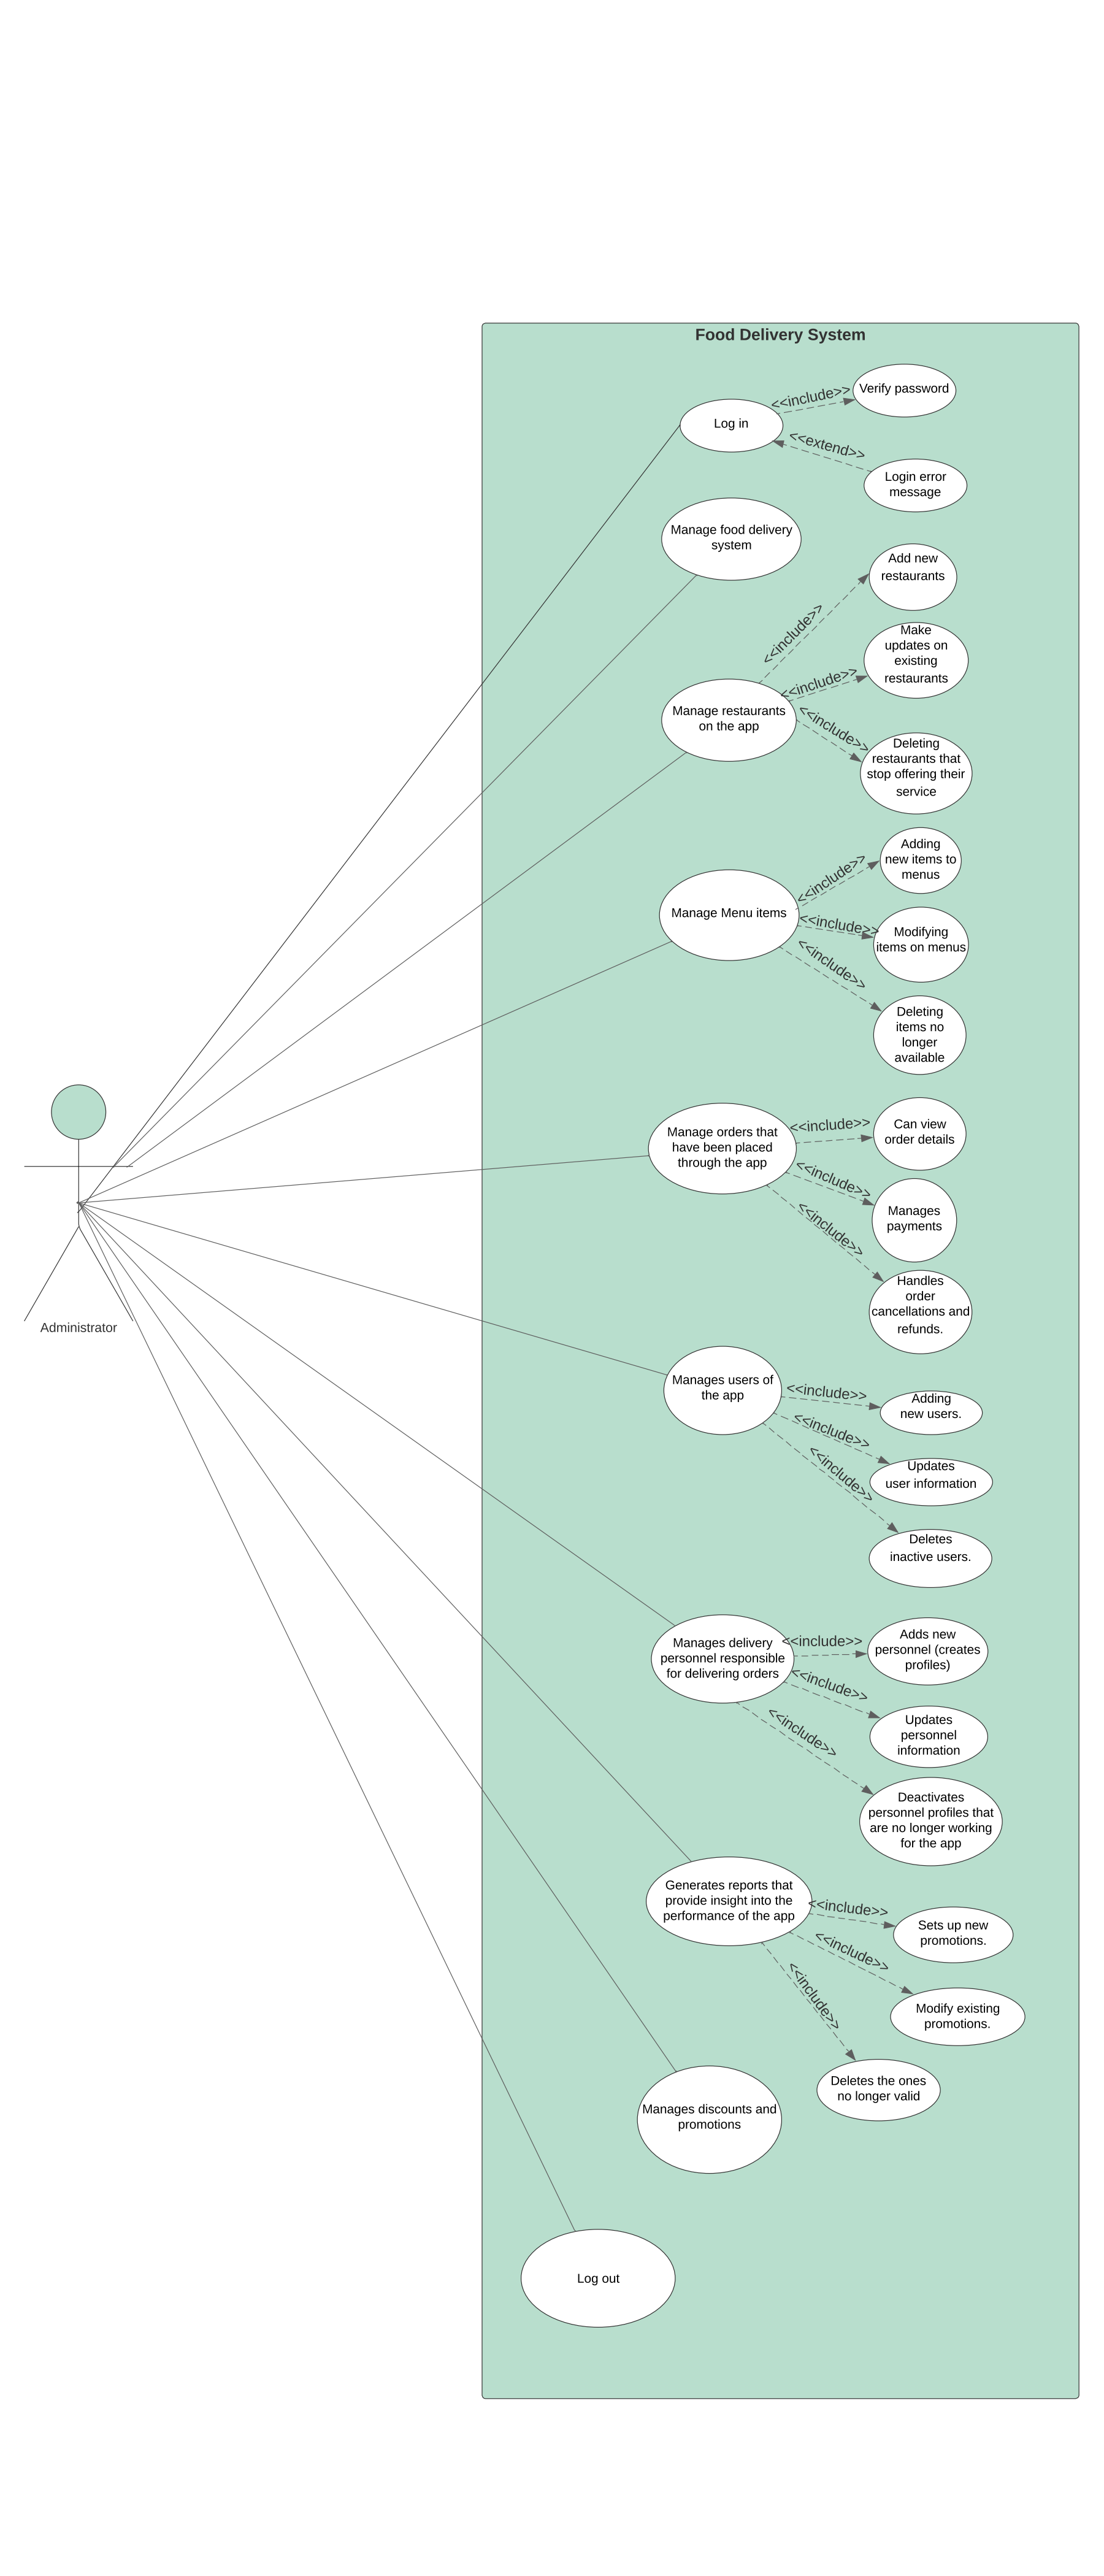 Food Delivery System
<<include>>
Verify password
Log in
<<extend>>
Login error
message
Manage food delivery
system
Add new
restaurants
<<include>>
Make
updates on
existing
restaurants
<<include>>
Manage restaurants
on the app
<<include>>
Deleting
restaurants that
stop offering their
service
Adding
new items to
menus
<<include>>
Manage Menu items
<<include>>
Modifying
items on menus
<<include>>
Deleting
items no
longer
available
Manage orders that
have been placed
through the app
<<include>>
Can view
order details
<<include>>
Manages
payments
<<include>>
Handles
order
cancellations and
refunds.
Administrator
Manages users of
the app
<<include>>
Adding
new users.
<<include>>
Updates
user information
<<include>>
Deletes
inactive users.
Manages delivery
personnel responsible
for delivering orders
<<include>>
Adds new
personnel (creates
profiles)
<<include>>
Updates
personnel
information
<<include>>
Deactivates
personnel profiles that
are no longer working
for the app
Generates reports that
provide insight into the
performance of the app
<<include>>
Sets up new
promotions.
<<include>>
Modify existing
promotions.
<<include>>
Deletes the ones
no longer valid
Manages discounts and
promotions
Log out